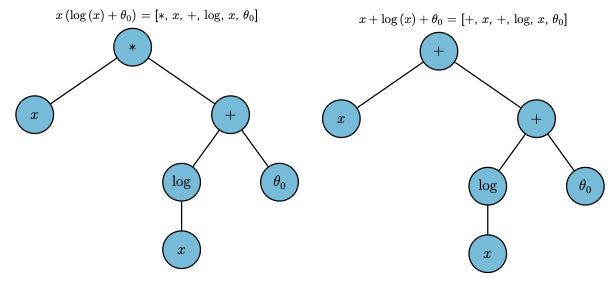 x (log (x) + θ₀) = [*, x, +, log, x, θ₀]
*
x
+
log
θ₀
x
x + log (x) + θ₀ = [+, x, +, log, x, θ₀]
+
x
+
log
θ₀
x